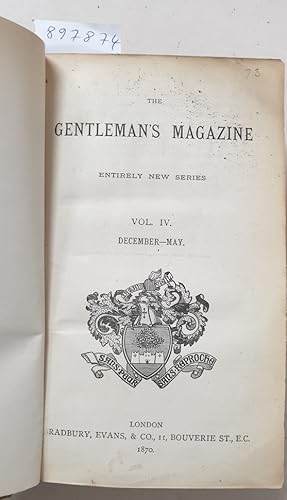 897874
73
THE
GENTLEMAN'S MAGAZINE
ENTIRELY NEW SERIES
VOL. IV.
DECEMBER—MAY.
SANS PEUR
SANS REPROCHE
LONDON
BRADBURY, EVANS, & CO., 11, BOUVERIE ST., E.C.
1870.